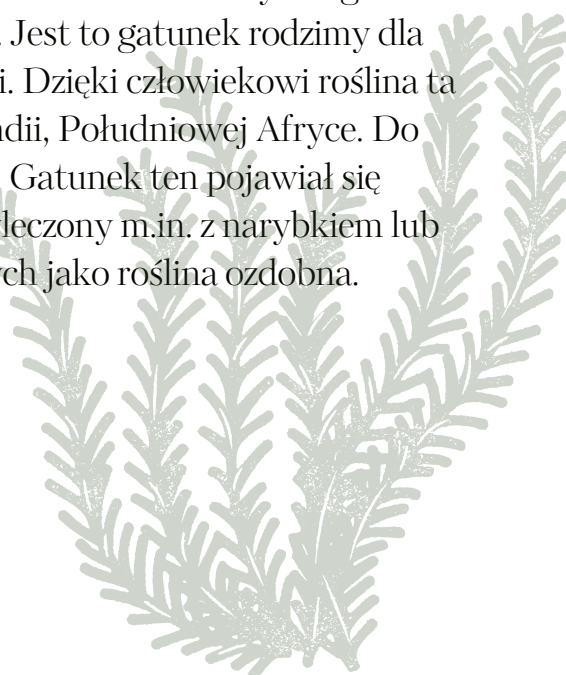 . Jest to gatunek rodzimy dla
i. Dzięki człowiekowi roślina ta
ndii, Południowej Afryce. Do
. Gatunek ten pojawiał się
leczony m.in. z narybkiem lub
ych jako roślina ozdobna.